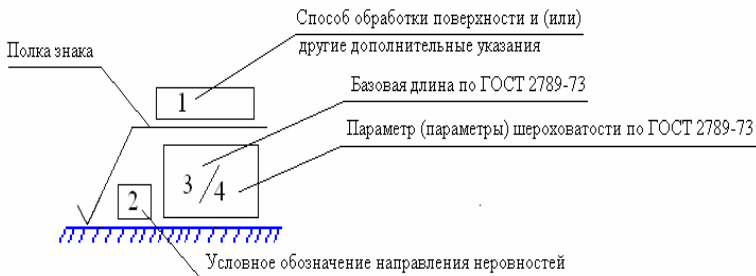 Способ обработки поверхности и (или)
другие дополнительные указания
Полка знака
Базовая длина по ГОСТ 2789-73
1
Параметр (параметры) шероховатости по ГОСТ 2789-73
3/4
2
Условное обозначение направления неровностей